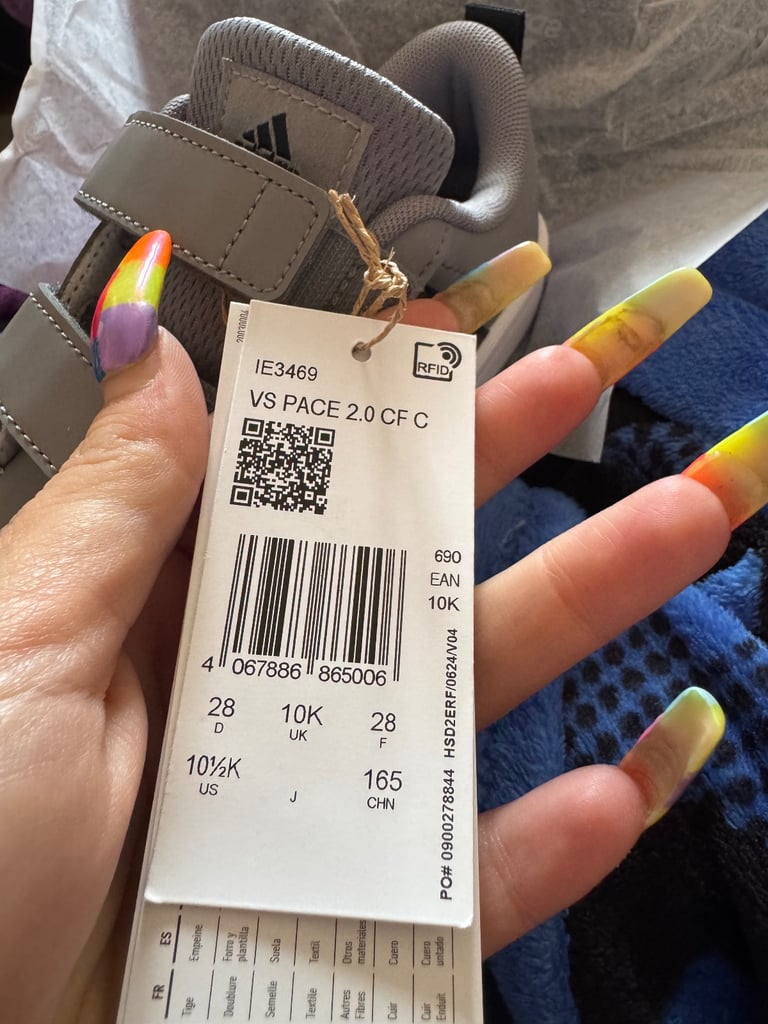 RFID
IE3469
VS PACE 2.0 CF C
690
EAN
10K
4 067886 865006
28 10K 28
D UK F
10½K 165
US J CHN
PO# 0900278844 HSD2ERF/0624/V04
ES Empeine Forro y plantilla Suela Textil Otros materiales Cuero Cuero untado
FR Tige Doublure Semelle Textile Autres Fibres Cuir Cuir Enduit